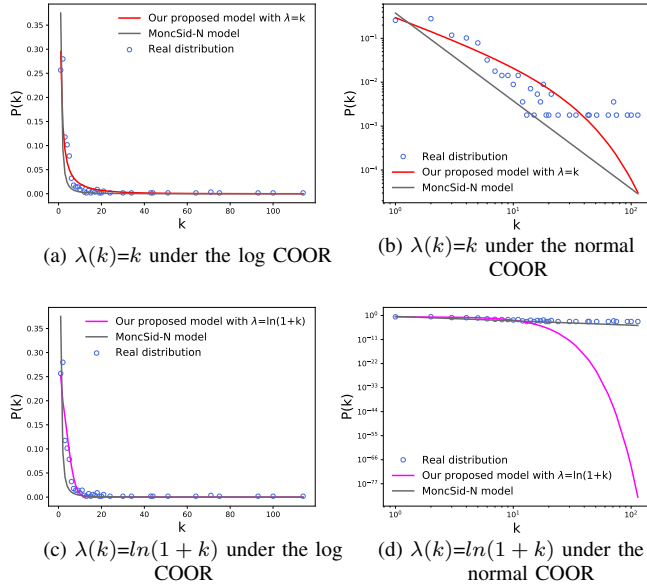 Our proposed model with λ=k
MoncSid-N model
Real distribution
P(k)
0.35
0.30
0.25
0.20
0.15
0.10
0.05
0.00
0 20 40 60 80 100
k
(a) λ(k)=k under the log COOR
P(k)
10⁻¹
10⁻²
10⁻³
10⁻⁴
Real distribution
Our proposed model with λ=k
MoncSid-N model
10⁰ 10¹ 10²
k
(b) λ(k)=k under the normal
COOR
Our proposed model with λ=ln(1+k)
MoncSid-N model
Real distribution
P(k)
0.35
0.30
0.25
0.20
0.15
0.10
0.05
0.00
0 20 40 60 80 100
k
(c) λ(k)=ln(1 + k) under the log
COOR
P(k)
10⁰
10⁻¹¹
10⁻²²
10⁻³³
10⁻⁴⁴
10⁻⁵⁵
10⁻⁶⁶
10⁻⁷⁷
Real distribution
Our proposed model with λ=ln(1+k)
MoncSid-N model
10⁰ 10¹ 10²
k
(d) λ(k)=ln(1 + k) under the
normal COOR